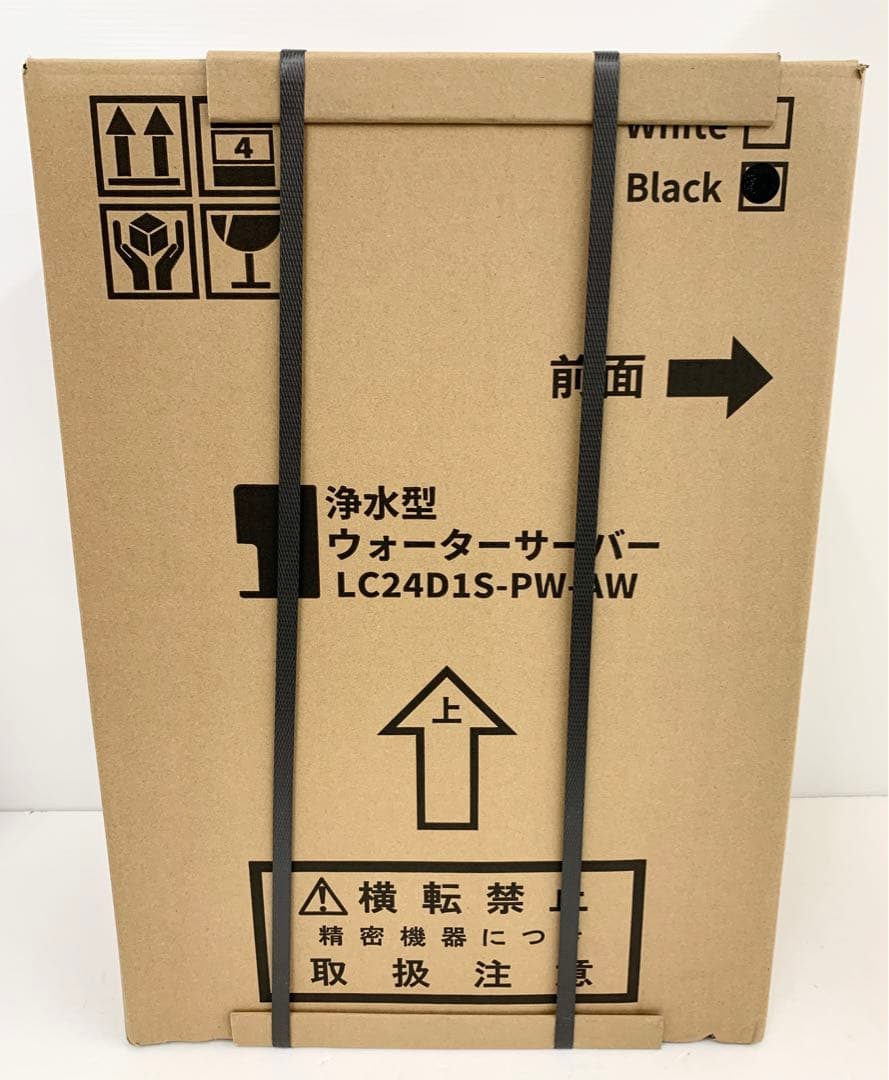 4
White
Black
前面
浄水型
ウォーターサーバー
LC24D1S-PW-AW
上
横転禁止
精密機器につき
取扱注意